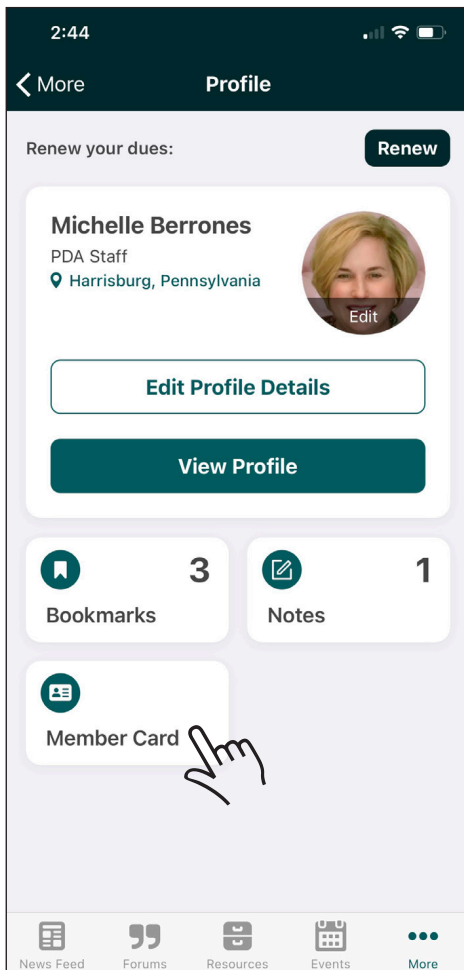 2:44
More
Profile
Renew your dues:
Renew
Michelle Berrones
PDA Staff
Harrisburg, Pennsylvania
Edit
Edit Profile Details
View Profile
3
Bookmarks
1
Notes
Member Card
News Feed
Forums
Resources
Events
More